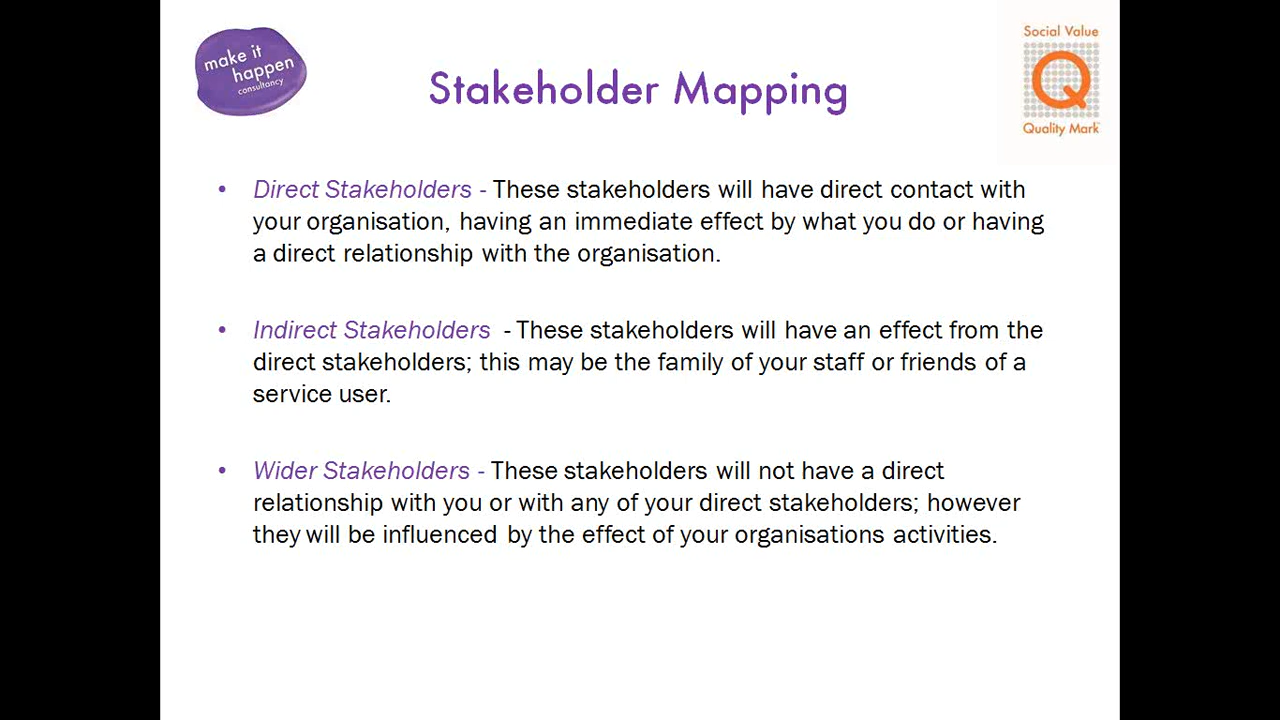 make it
happen
consultancy
Stakeholder Mapping
Social Value
Q
Quality Mark™
• Direct Stakeholders - These stakeholders will have direct contact with
your organisation, having an immediate effect by what you do or having
a direct relationship with the organisation.
• Indirect Stakeholders - These stakeholders will have an effect from the
direct stakeholders; this may be the family of your staff or friends of a
service user.
• Wider Stakeholders - These stakeholders will not have a direct
relationship with you or with any of your direct stakeholders; however
they will be influenced by the effect of your organisations activities.